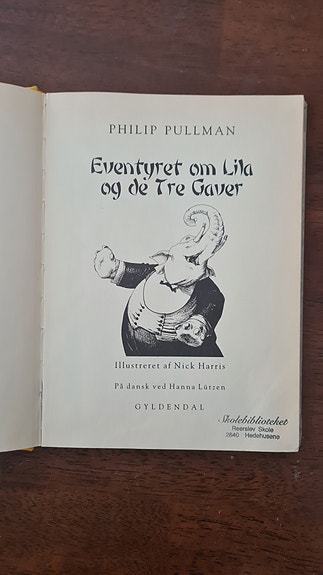 PHILIP PULLMAN
Eventyret om Lila
og de Tre Gaver
Illustreret af Nick Harris
På dansk ved Hanna Lützen
GYLDENDAL
Skolebiblioteket
Reerslev Skole
2640 Hedehusene